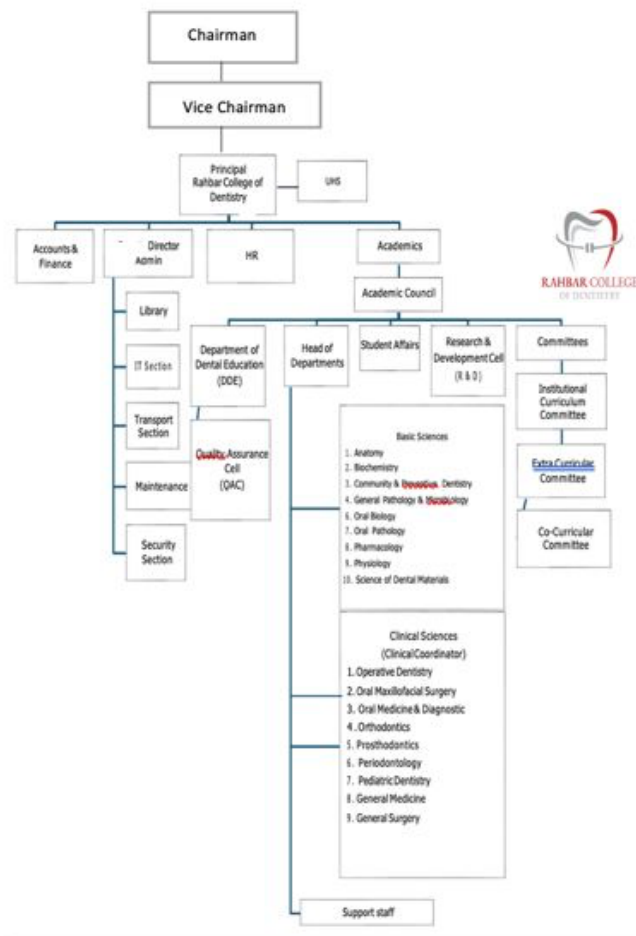 Chairman
Vice Chairman
Principal
Rahbar College of
Dentistry
UHS
Accounts &
Finance
Director
Admin
HR
Academics
RAHBAR COLLEGE
OF DENTISTRY
Academic Council
Library
IT Section
Transport
Section
Maintenance
Security
Section
Department of
Dental Education
(DDE)
Quality Assurance
Cell
(QAC)
Head of
Departments
Student Affairs
Research &
Development Cell
(R & D)
Committees
Institutional
Curriculum
Committee
Extra Curricular
Committee
Co-Curricular
Committee
Basic Sciences
1. Anatomy
2. Biochemistry
3. Community & Dentistry
4. General Pathology & Microbiology
6. Oral Biology
7. Oral Pathology
8. Pharmacology
9. Physiology
10. Science of Dental Materials
Clinical Sciences
(Clinical Coordinator)
1. Operative Dentistry
2. Oral Maxillofacial Surgery
3. Oral Medicine & Diagnostic
4. Orthodontics
5. Prosthodontics
6. Periodontology
7. Pediatric Dentistry
8. General Medicine
9. General Surgery
Support staff